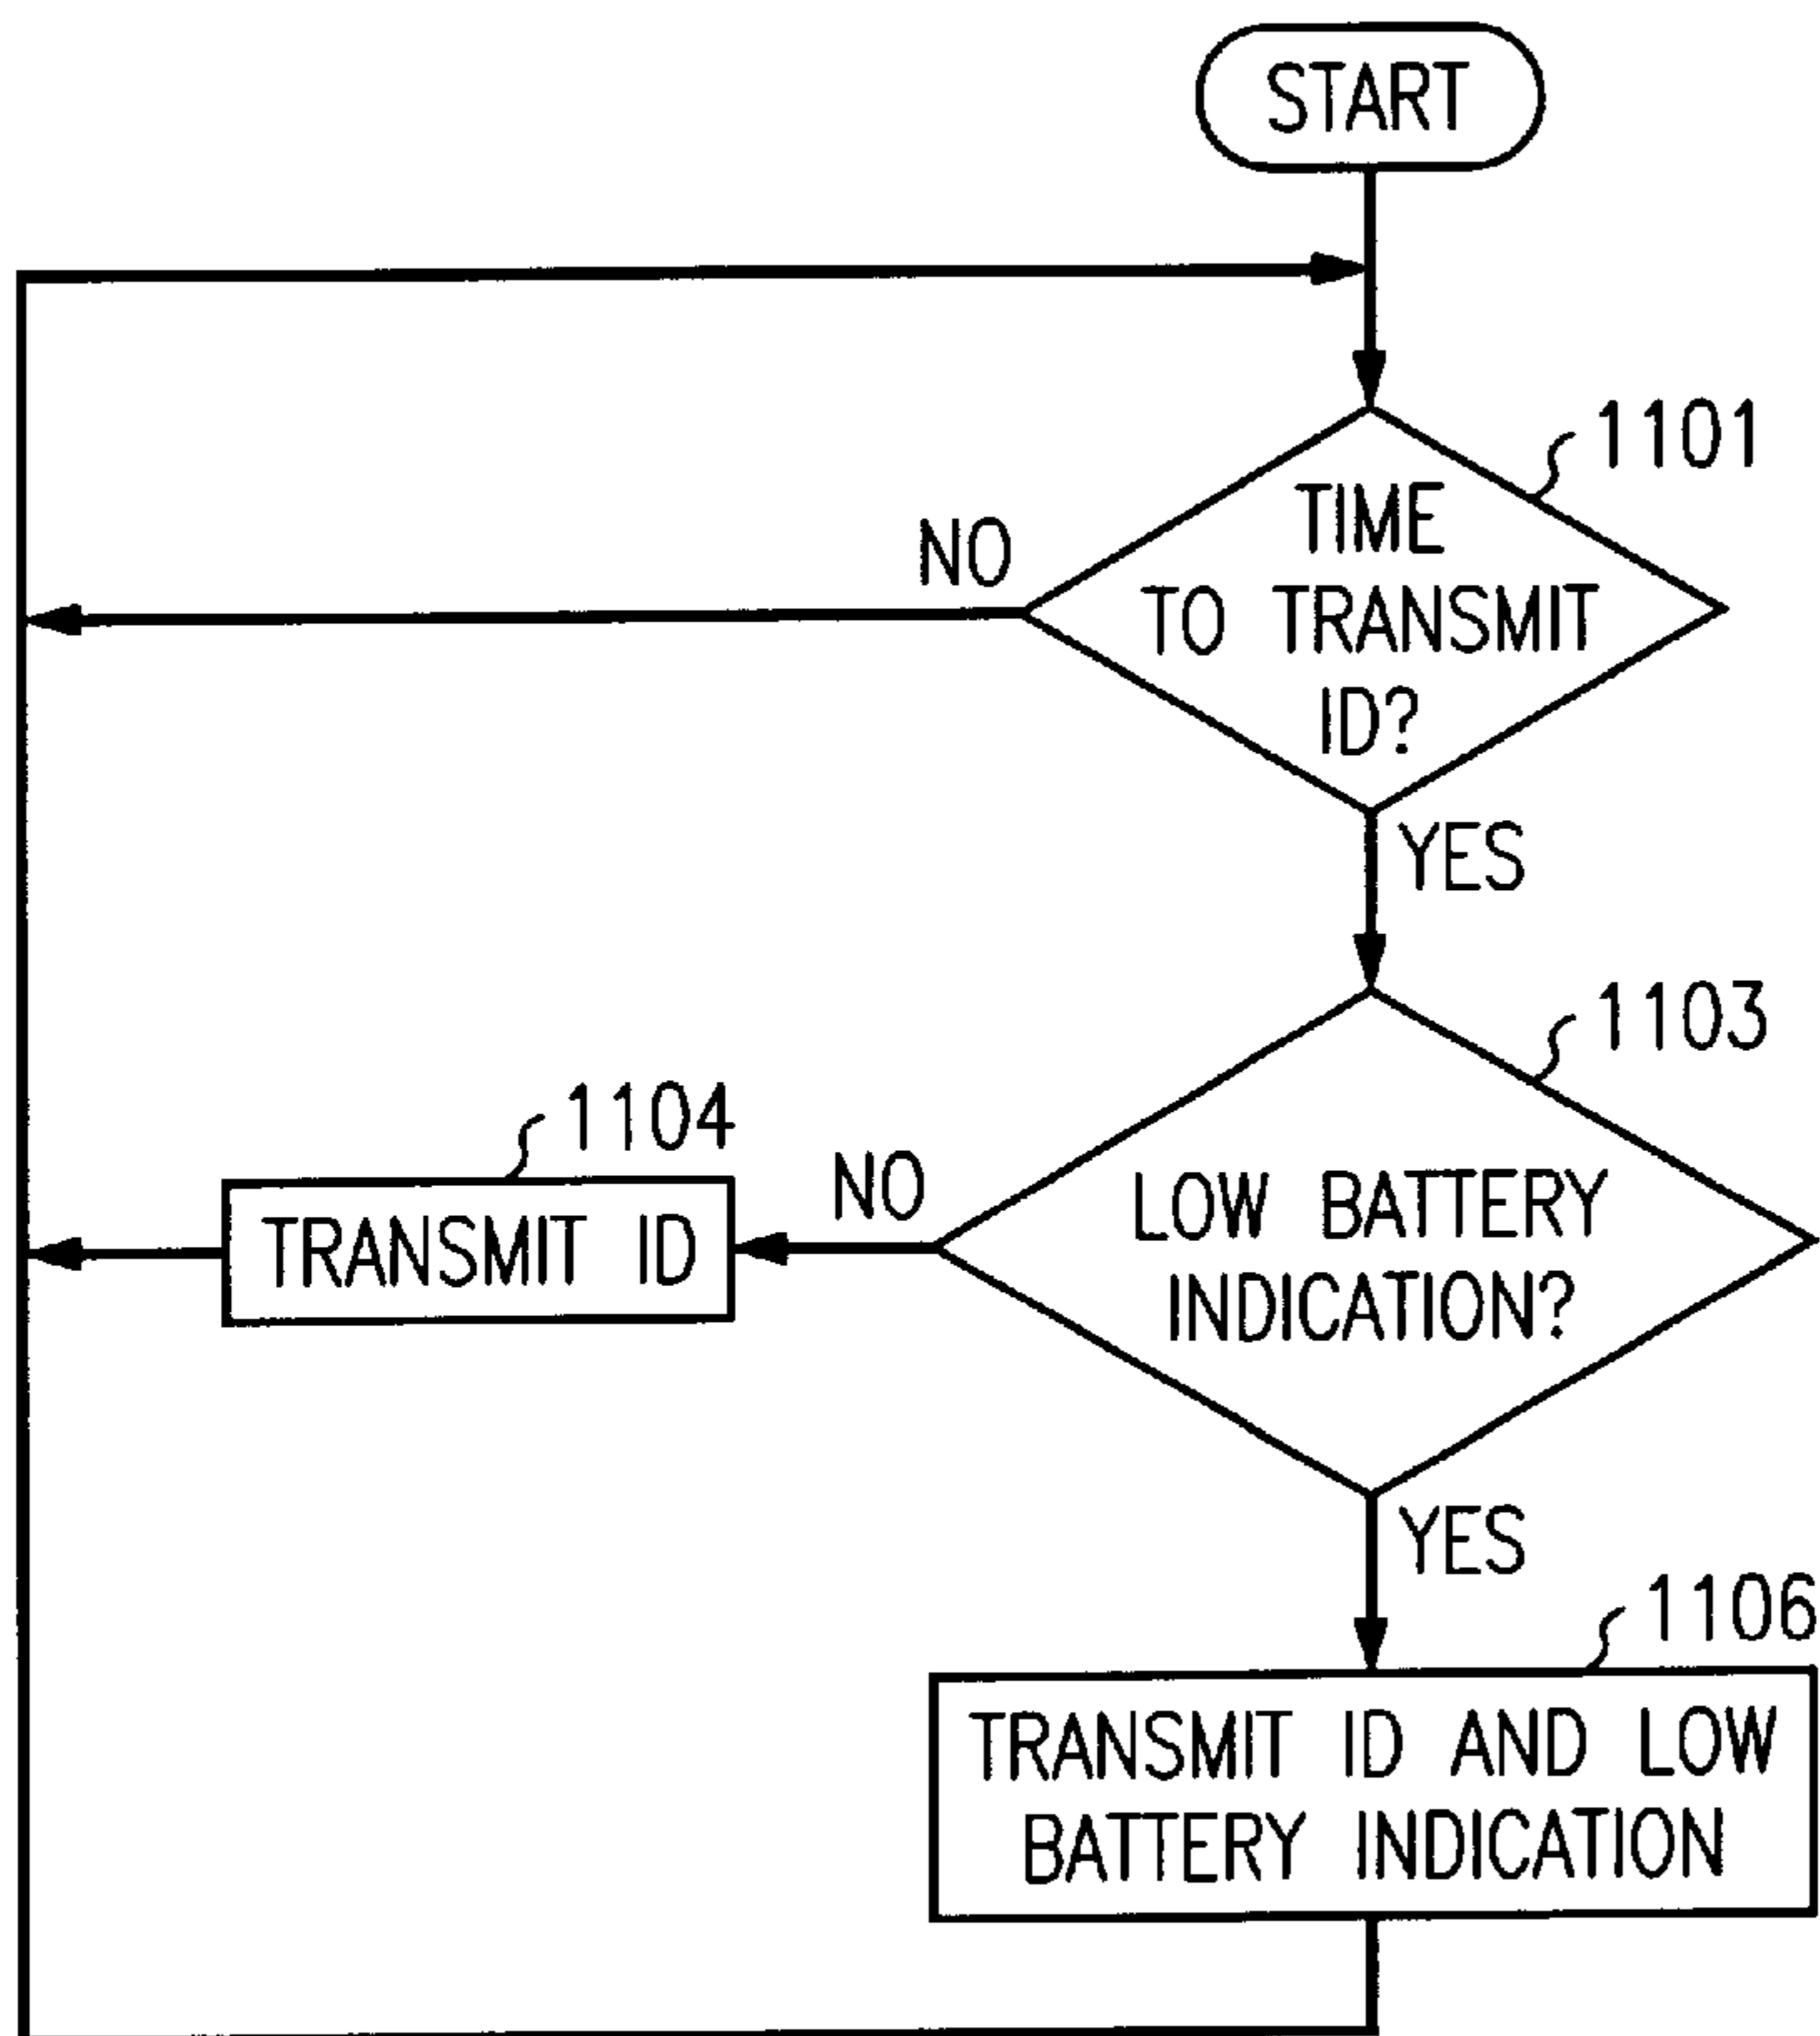 START
1101
TIME
TO TRANSMIT
ID?
NO
YES
1103
LOW BATTERY
INDICATION?
NO
1104
TRANSMIT ID
YES
1106
TRANSMIT ID AND LOW
BATTERY INDICATION